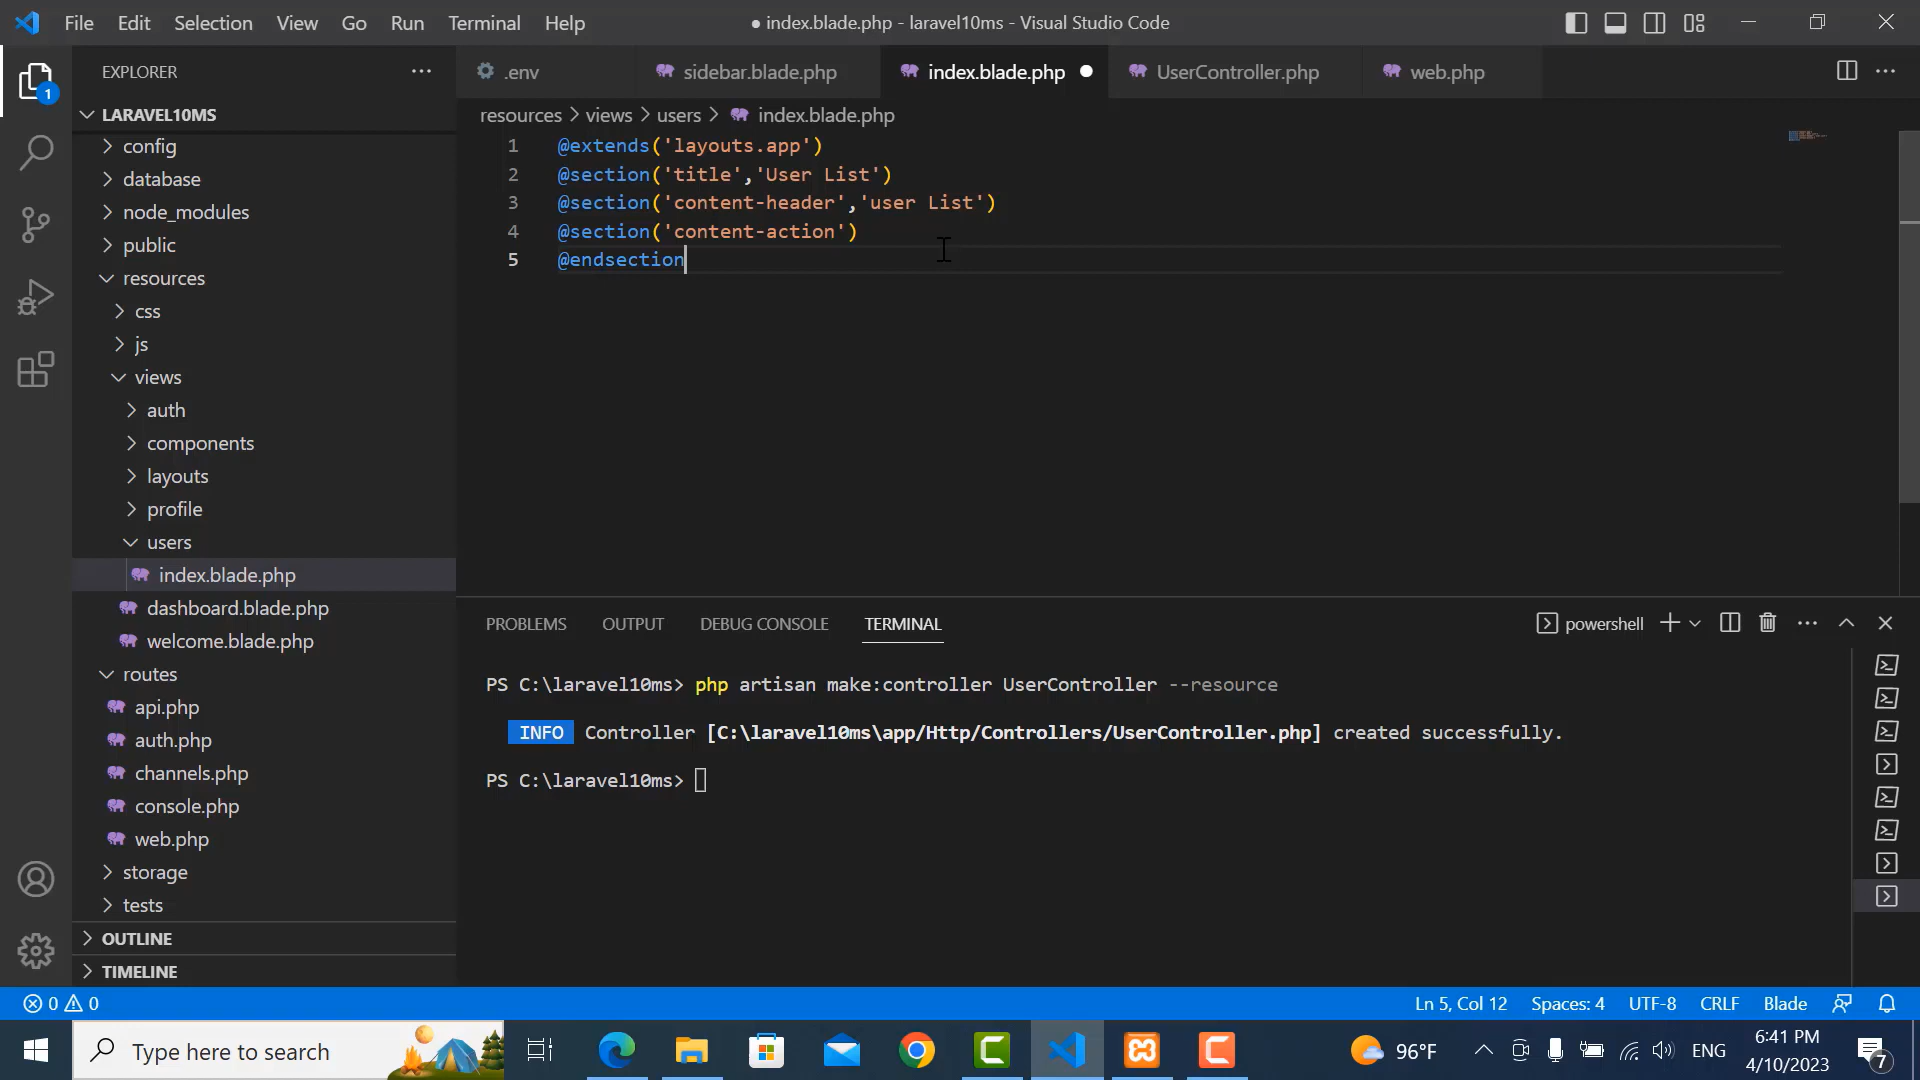 File Edit Selection View Go Run Terminal Help
● index.blade.php - laravel10ms - Visual Studio Code
EXPLORER
.env
sidebar.blade.php
index.blade.php
UserController.php
web.php
1
LARAVEL10MS
config
database
node_modules
public
resources
css
js
views
auth
components
layouts
profile
users
index.blade.php
dashboard.blade.php
welcome.blade.php
routes
api.php
auth.php
channels.php
console.php
web.php
storage
tests
OUTLINE
TIMELINE
resources > views > users > index.blade.php
1 @extends('layouts.app')
2 @section('title','User List')
3 @section('content-header','user List')
4 @section('content-action')
5 @endsection
PROBLEMS OUTPUT DEBUG CONSOLE TERMINAL
powershell
PS C:\laravel10ms> php artisan make:controller UserController --resource
INFO Controller [C:\laravel10ms\app/Http/Controllers/UserController.php] created successfully.
PS C:\laravel10ms>
0 0
Ln 5, Col 12 Spaces: 4 UTF-8 CRLF Blade
Type here to search
96°F
ENG
6:41 PM
4/10/2023
7